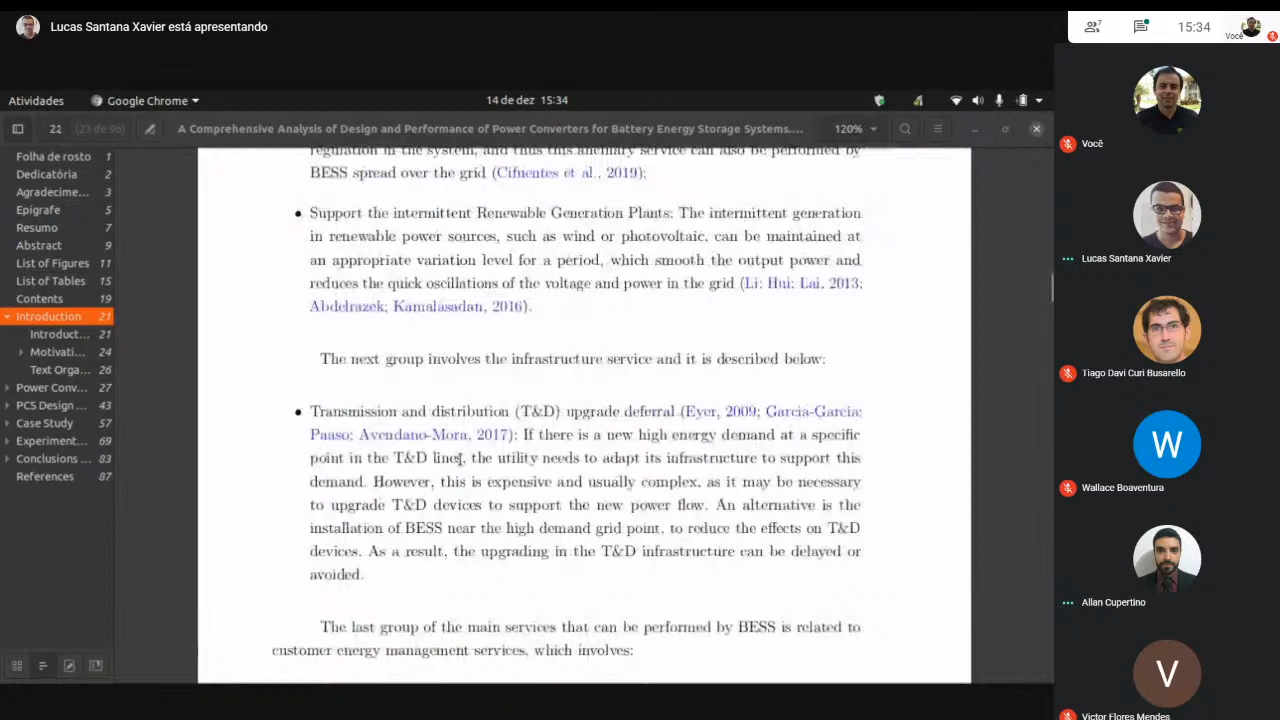 Lucas Santana Xavier está apresentando
7
15:34
Você
Atividades
Google Chrome
14 de dez 15:34
21
(23 de 96)
A Comprehensive Analysis of Design and Performance of Power Converters for Battery Energy Storage Systems....
120%
Folha de rosto 1
Dedicatória 2
Agradecime... 3
Epígrafe 5
Resumo 7
Abstract 9
List of Figures 11
List of Tables 15
Contents 19
Introduction 21
Introduct... 21
Motivati... 24
Text Orga... 26
Power Conv... 27
PCS Design ... 43
Case Study 57
Experiment... 69
Conclusions ... 83
References 87
regulation in the system, and thus this ancillary service can also be performed by
BESS spread over the grid (Cifuentes et al., 2019);
• Support the intermittent Renewable Generation Plants: The intermittent generation
in renewable power sources, such as wind or photovoltaic, can be maintained at
an appropriate variation level for a period, which smooth the output power and
reduces the quick oscillations of the voltage and power in the grid (Li; Hui; Lai, 2013;
Abdelrazek; Kamalasadan, 2016).
The next group involves the infrastructure service and it is described below:
• Transmission and distribution (T&D) upgrade deferral (Eyer, 2009; Garcia-Garcia;
Paaso; Avendano-Mora, 2017): If there is a new high energy demand at a specific
point in the T&D lines, the utility needs to adapt its infrastructure to support this
demand. However, this is expensive and usually complex, as it may be necessary
to upgrade T&D devices to support the new power flow. An alternative is the
installation of BESS near the high demand grid point, to reduce the effects on T&D
devices. As a result, the upgrading in the T&D infrastructure can be delayed or
avoided.
The last group of the main services that can be performed by BESS is related to
customer energy management services, which involves:
Você
Lucas Santana Xavier
Tiago Davi Curi Busarello
W
Wallace Boaventura
Allan Cupertino
V
Victor Flores Mendes